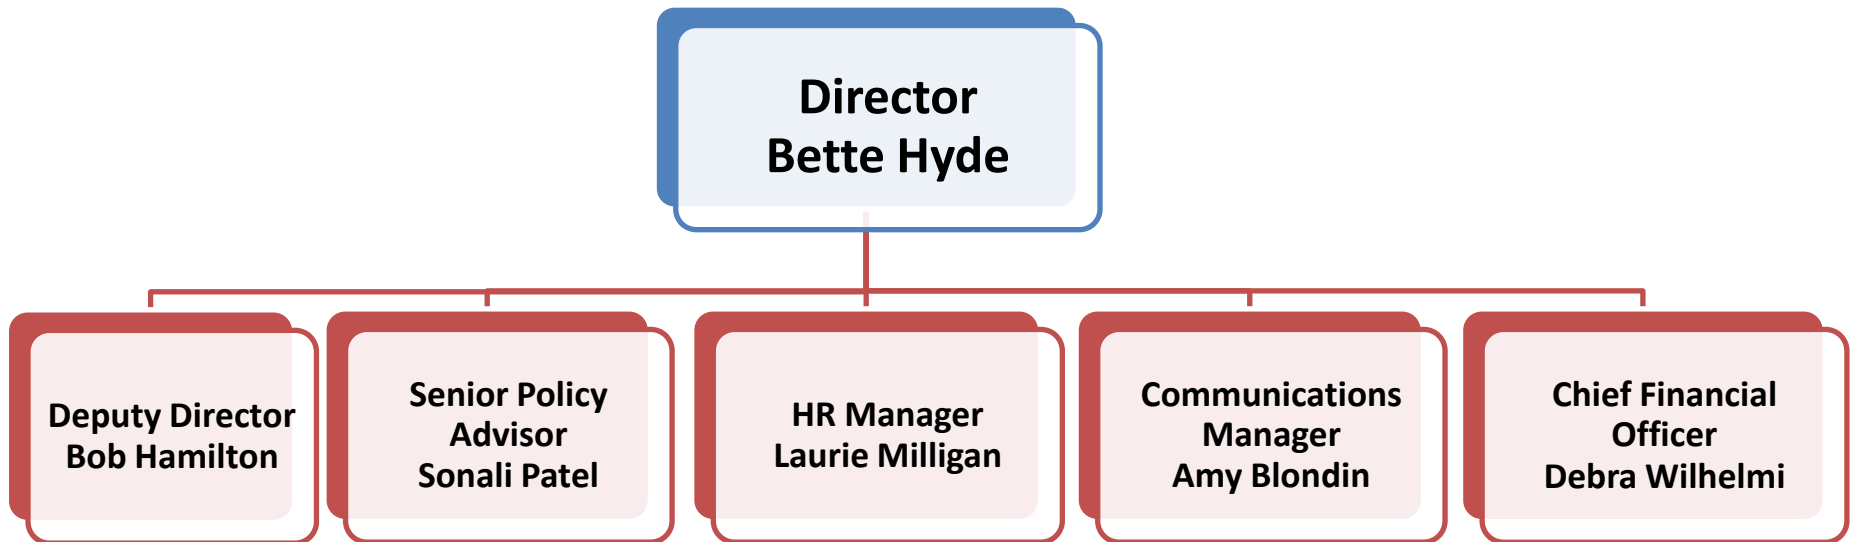 Director
Bette Hyde
Deputy Director
Bob Hamilton
Senior Policy
Advisor
Sonali Patel
HR Manager
Laurie Milligan
Communications
Manager
Amy Blondin
Chief Financial
Officer
Debra Wilhelmi